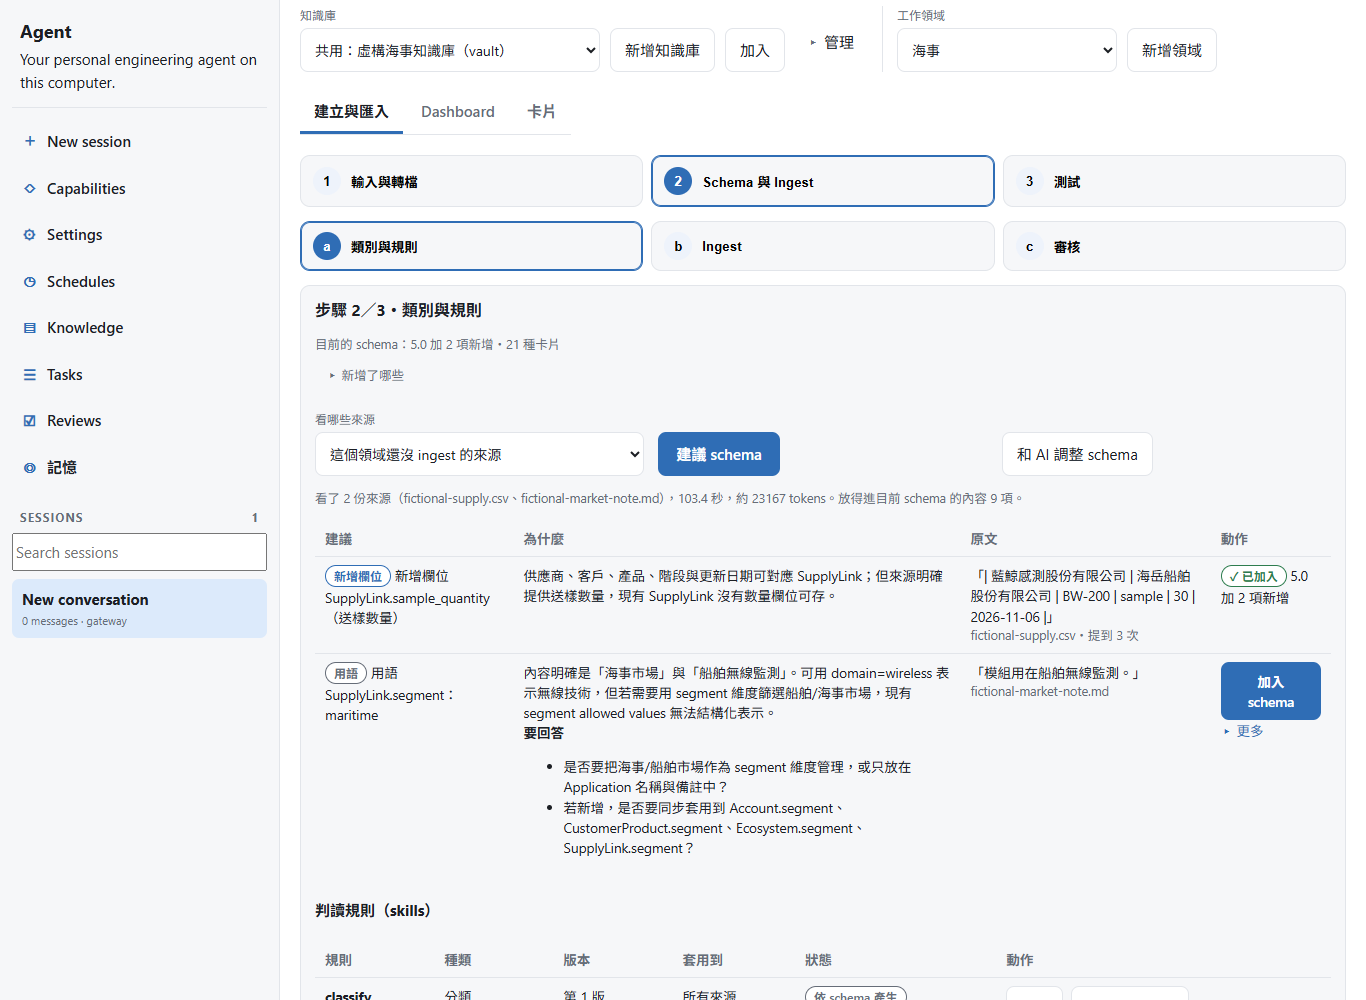 Agent
Your personal engineering agent on
this computer.
New session
Capabilities
Settings
Schedules
Knowledge
Tasks
Reviews
記憶
SESSIONS 1
Search sessions
New conversation
0 messages · gateway
知識庫
共用：虛構海事知識庫（vault）
新增知識庫
加入
管理
工作領域
海事
新增領域
建立與匯入
Dashboard
卡片
1 輸入與轉檔
2 Schema 與 Ingest
3 測試
a 類別與規則
b Ingest
c 審核
步驟 2／3・類別與規則
目前的 schema：5.0 加 2 項新增・21 種卡片
新增了哪些
看哪些來源
這個領域還沒 ingest 的來源
建議 schema
和 AI 調整 schema
看了 2 份來源（fictional-supply.csv、fictional-market-note.md），103.4 秒，約 23167 tokens。放得進目前 schema 的內容 9 項。
建議 為什麼 原文 動作
新增欄位 新增欄位
SupplyLink.sample_quantity
（送樣數量）
供應商、客戶、產品、階段與更新日期可對應 SupplyLink；但來源明確
提供送樣數量，現有 SupplyLink 沒有數量欄位可存。
「| 藍鯨感測股份有限公司 | 海岳船舶
股份有限公司 | BW-200 | sample | 30 |
2026-11-06 |」
fictional-supply.csv・提到 3 次
✓ 已加入 5.0
加 2 項新增
用語 用語
SupplyLink.segment：
maritime
內容明確是「海事市場」與「船舶無線監測」。可用 domain=wireless 表
示無線技術，但若需要用 segment 維度篩選船舶/海事市場，現有
segment allowed values 無法結構化表示。
要回答
• 是否要把海事/船舶市場作為 segment 維度管理，或只放在
Application 名稱與備註中？
• 若新增，是否要同步套用到 Account.segment、
CustomerProduct.segment、Ecosystem.segment、
SupplyLink.segment？
「模組用在船舶無線監測。」
fictional-market-note.md
加入
schema
更多
判讀規則（skills）
規則 種類 版本 套用到 狀態 動作
classify 分類 第 1 版 所有來源 依 schema 產生